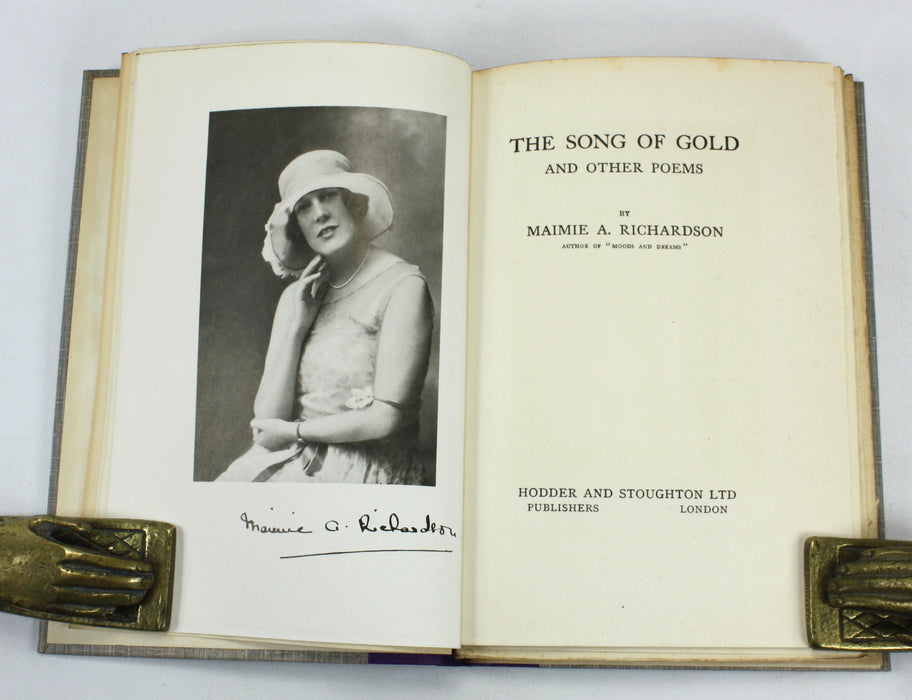 Maimie A. Richardson
THE SONG OF GOLD
AND OTHER POEMS
BY
MAIMIE A. RICHARDSON
AUTHOR OF "MOODS AND DREAMS"
HODDER AND STOUGHTON LTD
PUBLISHERS LONDON